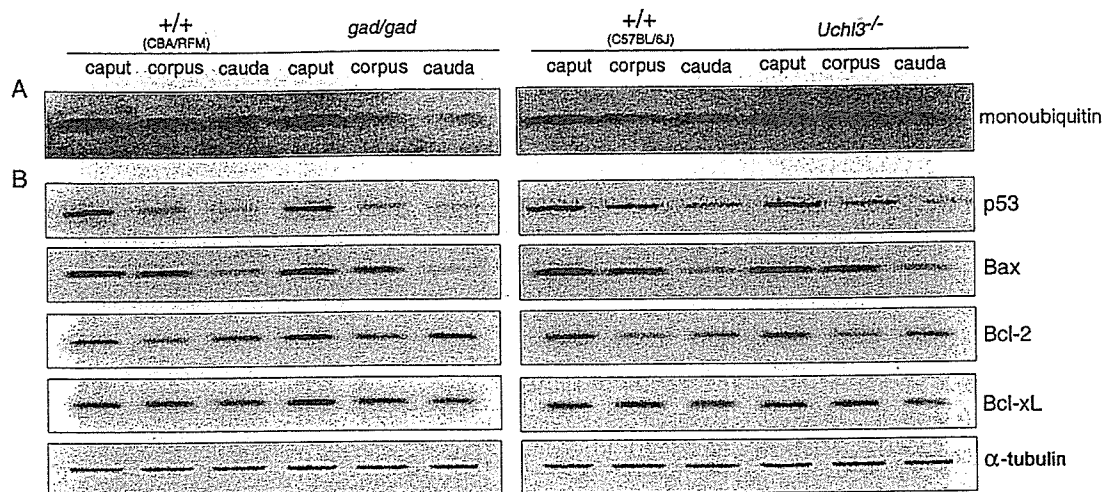 +/+ gad/gad +/+ Uchl3-/-
(CBA/RFM) (C57BL/6J)
caput corpus cauda caput corpus cauda caput corpus cauda caput corpus cauda
A
monoubiquitin
B
p53
Bax
Bcl-2
Bcl-xL
α-tubulin